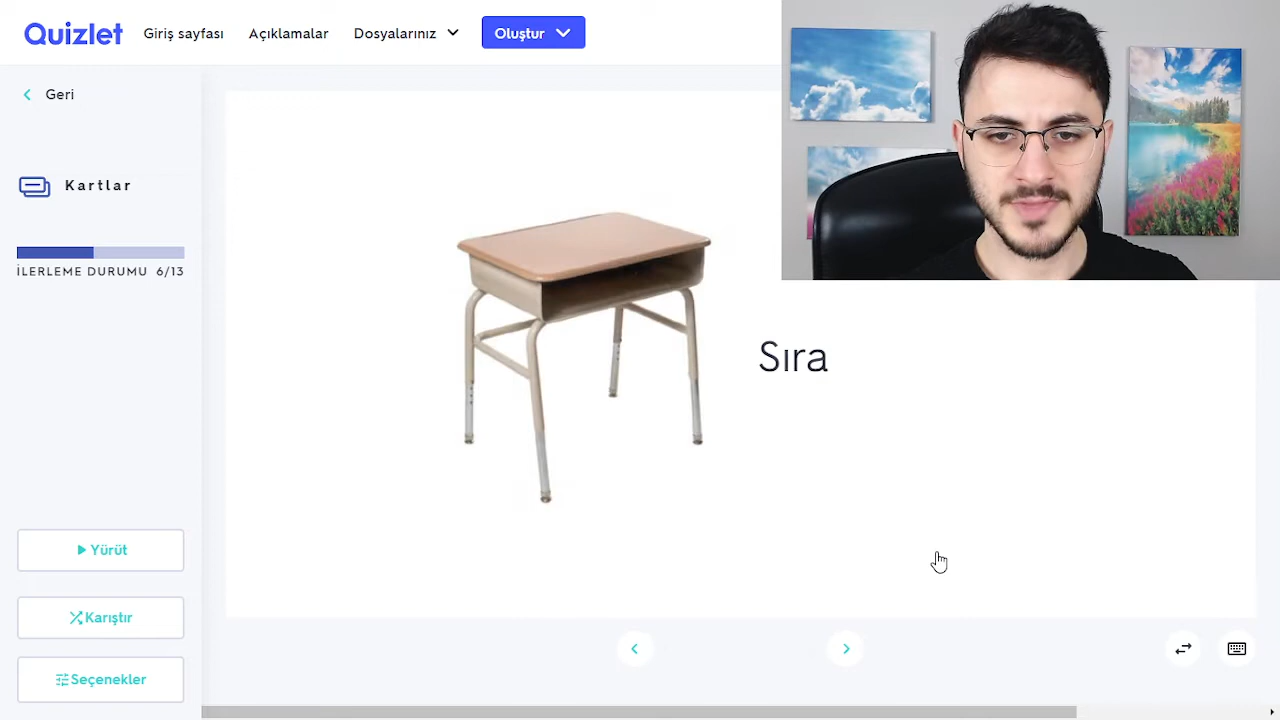 Quizlet
Giriş sayfası
Açıklamalar
Dosyalarınız
Oluştur
Geri
Kartlar
İLERLEME DURUMU 6/13
Sıra
Yürüt
Karıştır
Seçenekler